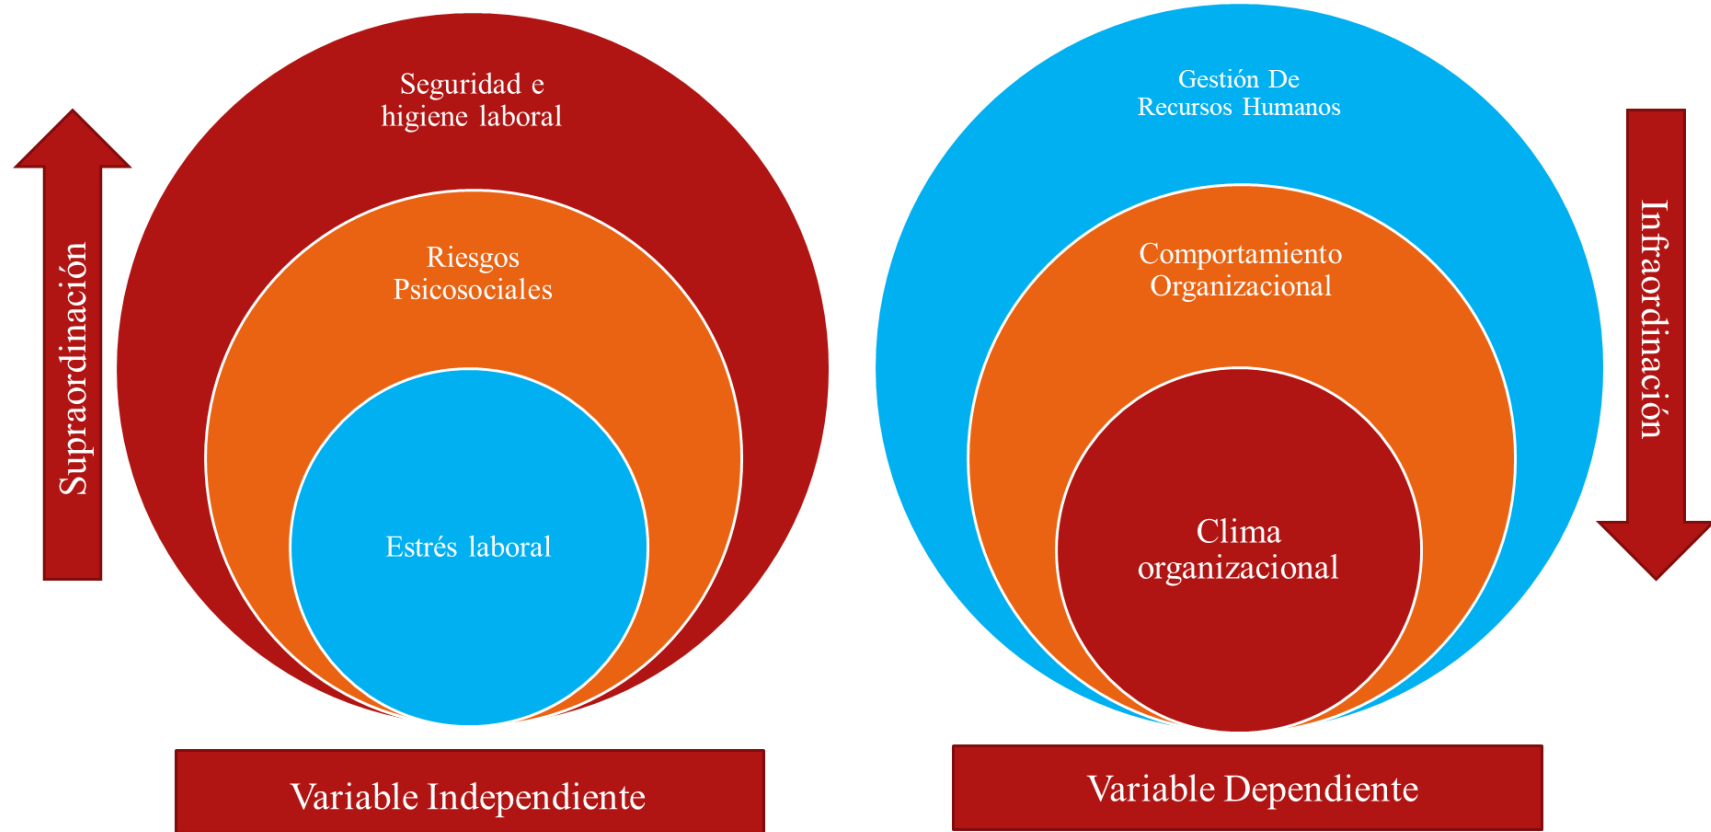 Supraordinación
Seguridad e
higiene laboral
Riesgos
Psicosociales
Estrés laboral
Variable Independiente
Gestión De
Recursos Humanos
Comportamiento
Organizacional
Clima
organizacional
Variable Dependiente
Infraordinación